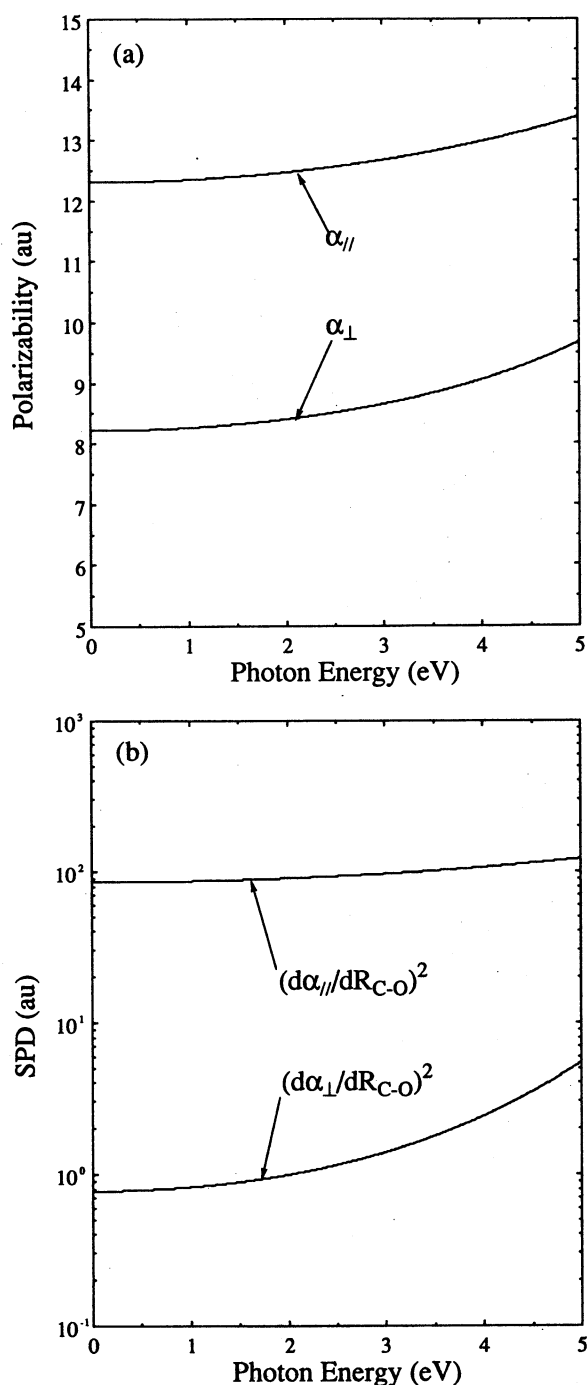 (a)
15
14
13
12
11
10
9
8
7
6
5
Polarizability (au)
α//
α⊥
0 1 2 3 4 5
Photon Energy (eV)
(b)
10³
10²
10¹
10⁰
10⁻¹
SPD (au)
(dα///dR_C-O)²
(dα⊥/dR_C-O)²
0 1 2 3 4 5
Photon Energy (eV)